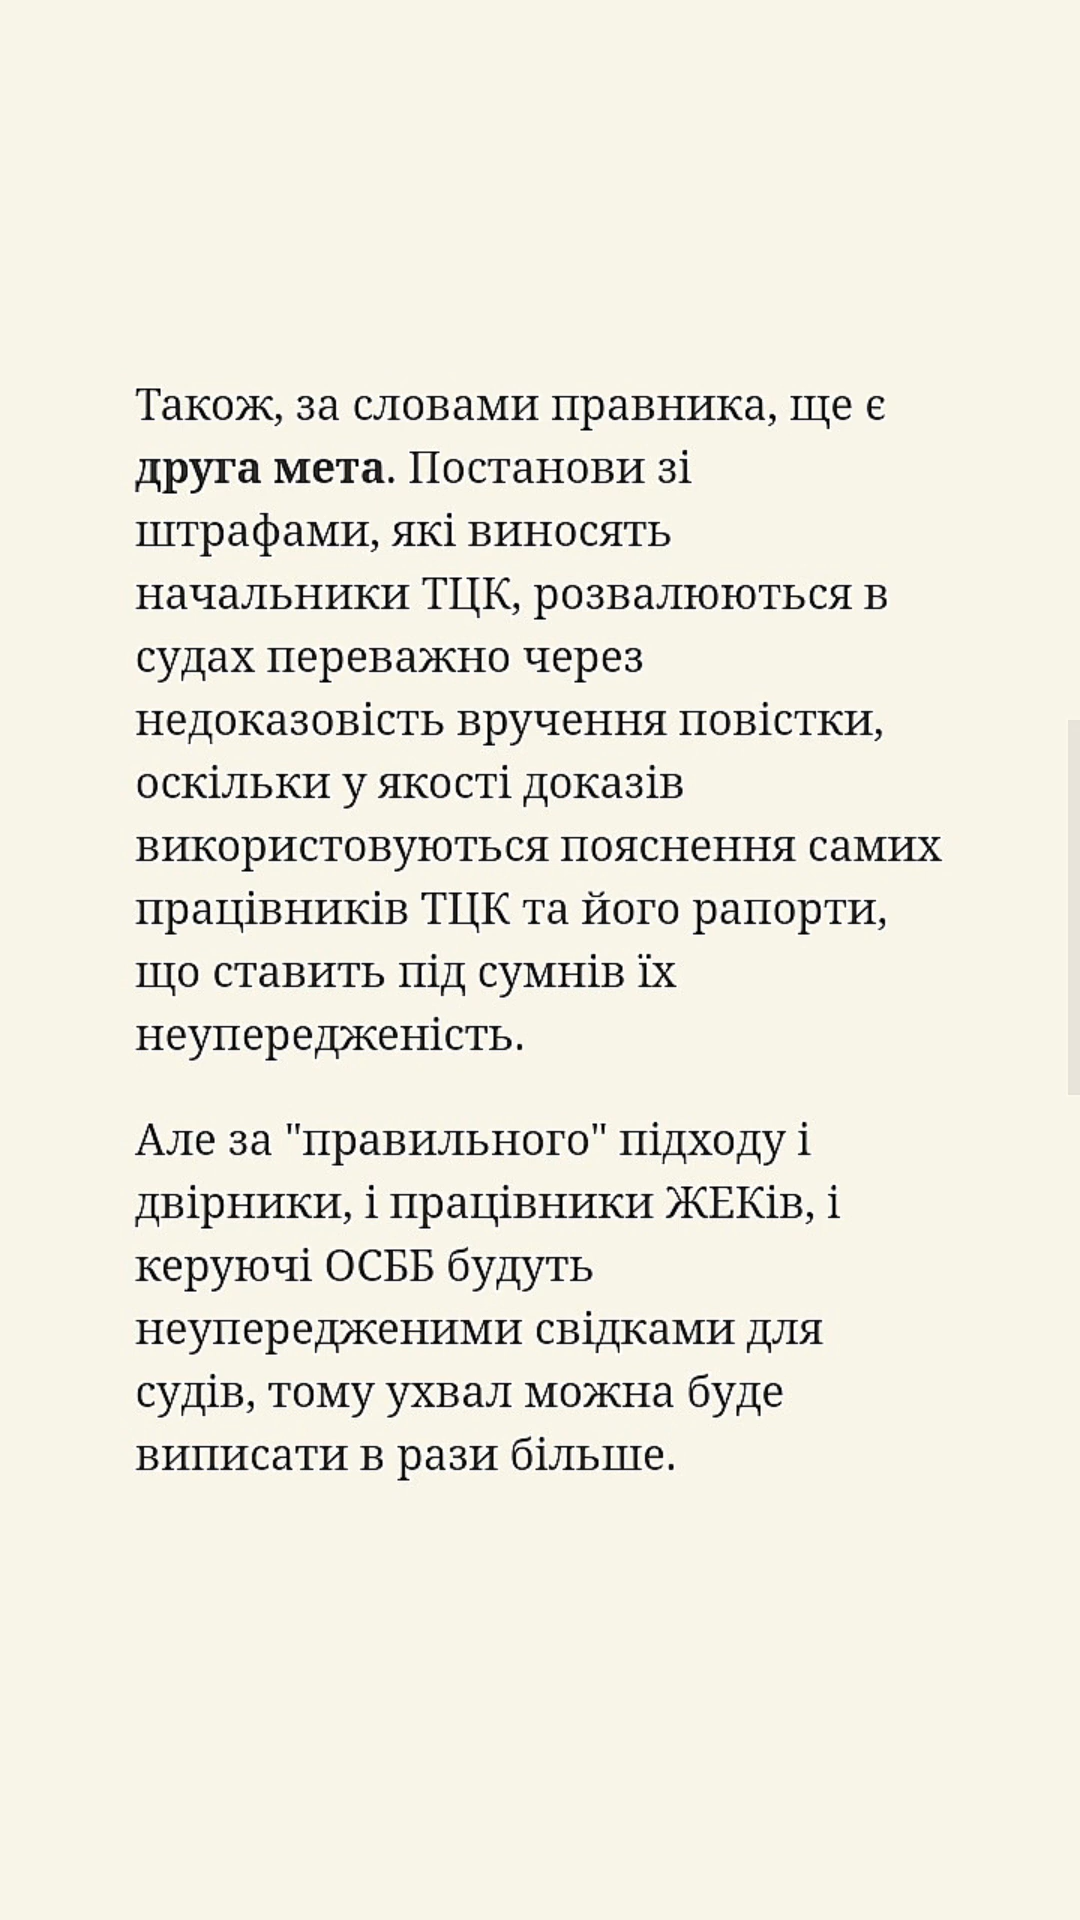 Також, за словами правника, ще є
друга мета. Постанови зі
штрафами, які виносять
начальники ТЦК, розвалюються в
судах переважно через
недоказовість вручення повістки,
оскільки у якості доказів
використовуються пояснення самих
працівників ТЦК та його рапорти,
що ставить під сумнів їх
неупередженість.
Але за "правильного" підходу і
двірники, і працівники ЖЕКів, і
керуючі ОСББ будуть
неупередженими свідками для
судів, тому ухвал можна буде
виписати в рази більше.